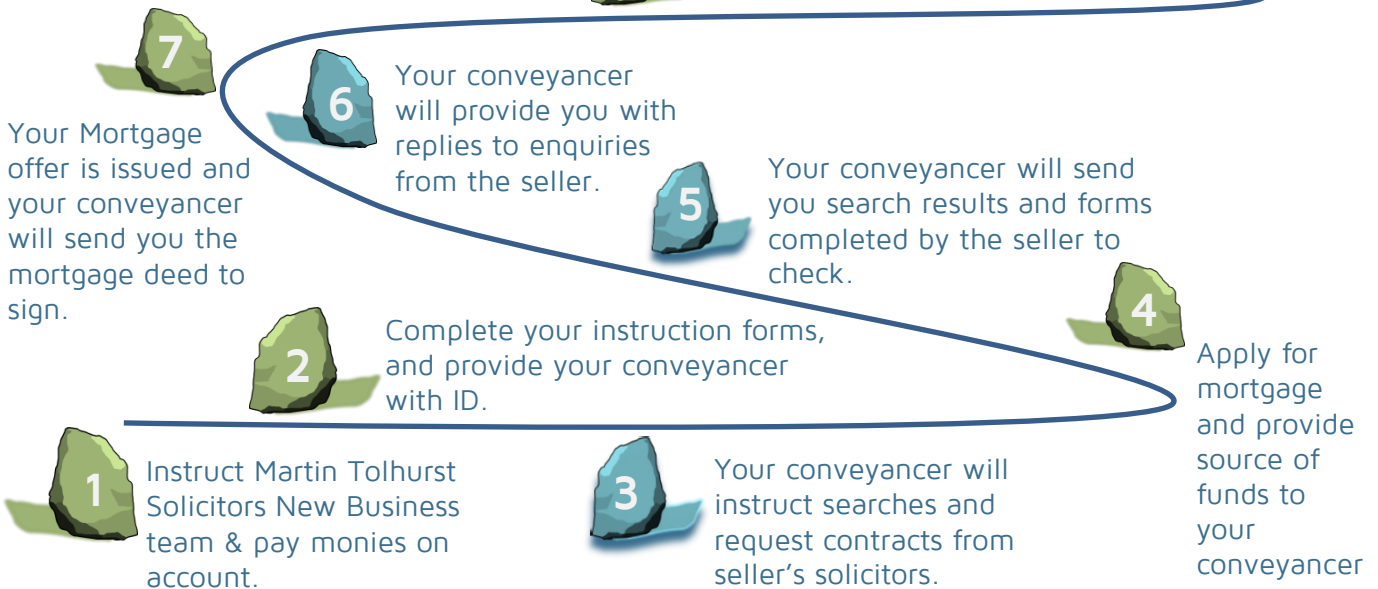 7
Your Mortgage
offer is issued and
your conveyancer
will send you the
mortgage deed to
sign.
6
Your conveyancer
will provide you with
replies to enquiries
from the seller.
5
Your conveyancer will send
you search results and forms
completed by the seller to
check.
4
Apply for
mortgage
and provide
source of
funds to
your
conveyancer
2
Complete your instruction forms,
and provide your conveyancer
with ID.
1
Instruct Martin Tolhurst
Solicitors New Business
team & pay monies on
account.
3
Your conveyancer will
instruct searches and
request contracts from
seller's solicitors.